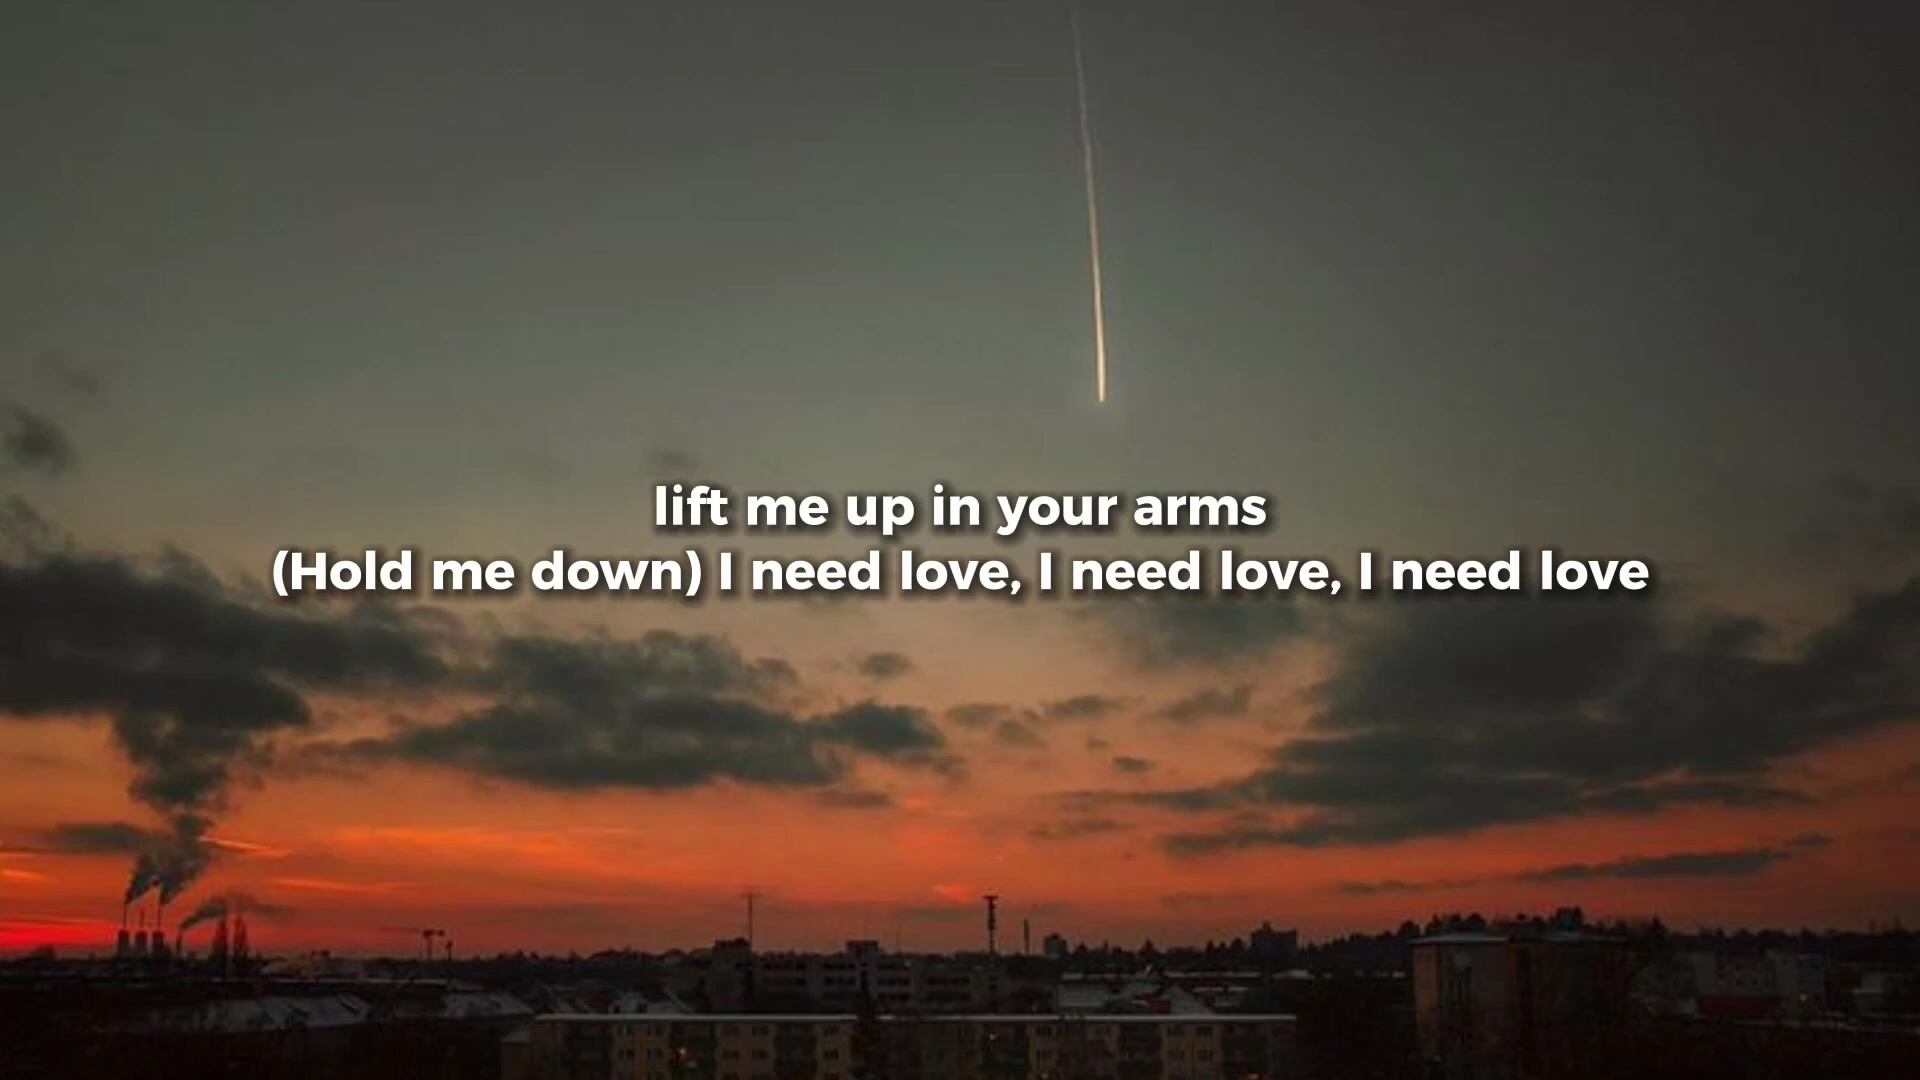 lift me up in your arms
(Hold me down) I need love, I need love, I need love